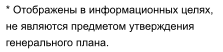 * Отображены в информационных целях,
не являются предметом утверждения
генерального плана.